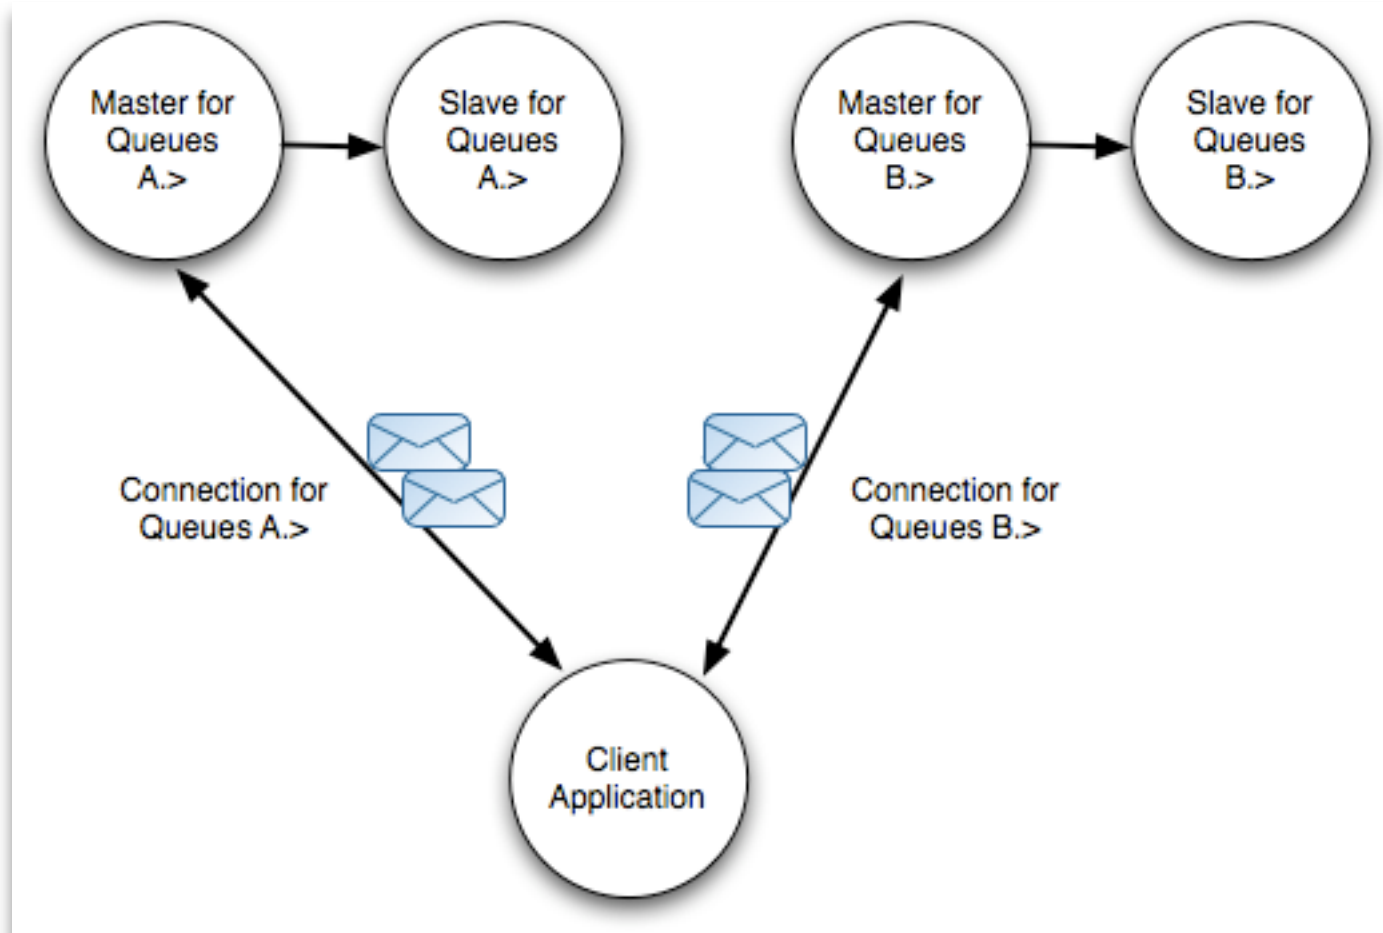 Master for
Queues
A.>
Slave for
Queues
A.>
Master for
Queues
B.>
Slave for
Queues
B.>
Connection for
Queues A.>
Connection for
Queues B.>
Client
Application